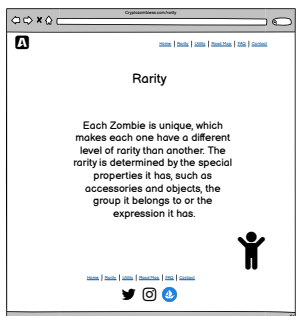 Cryptozombiess.com/rarity
A
Home | Rarity | Utility | Road Map | FAQ | Contact
Rarity
Each Zombie is unique, which
makes each one have a different
level of rarity than another. The
rarity is determined by the special
properties it has, such as
accessories and objects, the
group it belongs to or the
expression it has.
Home | Rarity | Utility | Road Map | FAQ | Contact